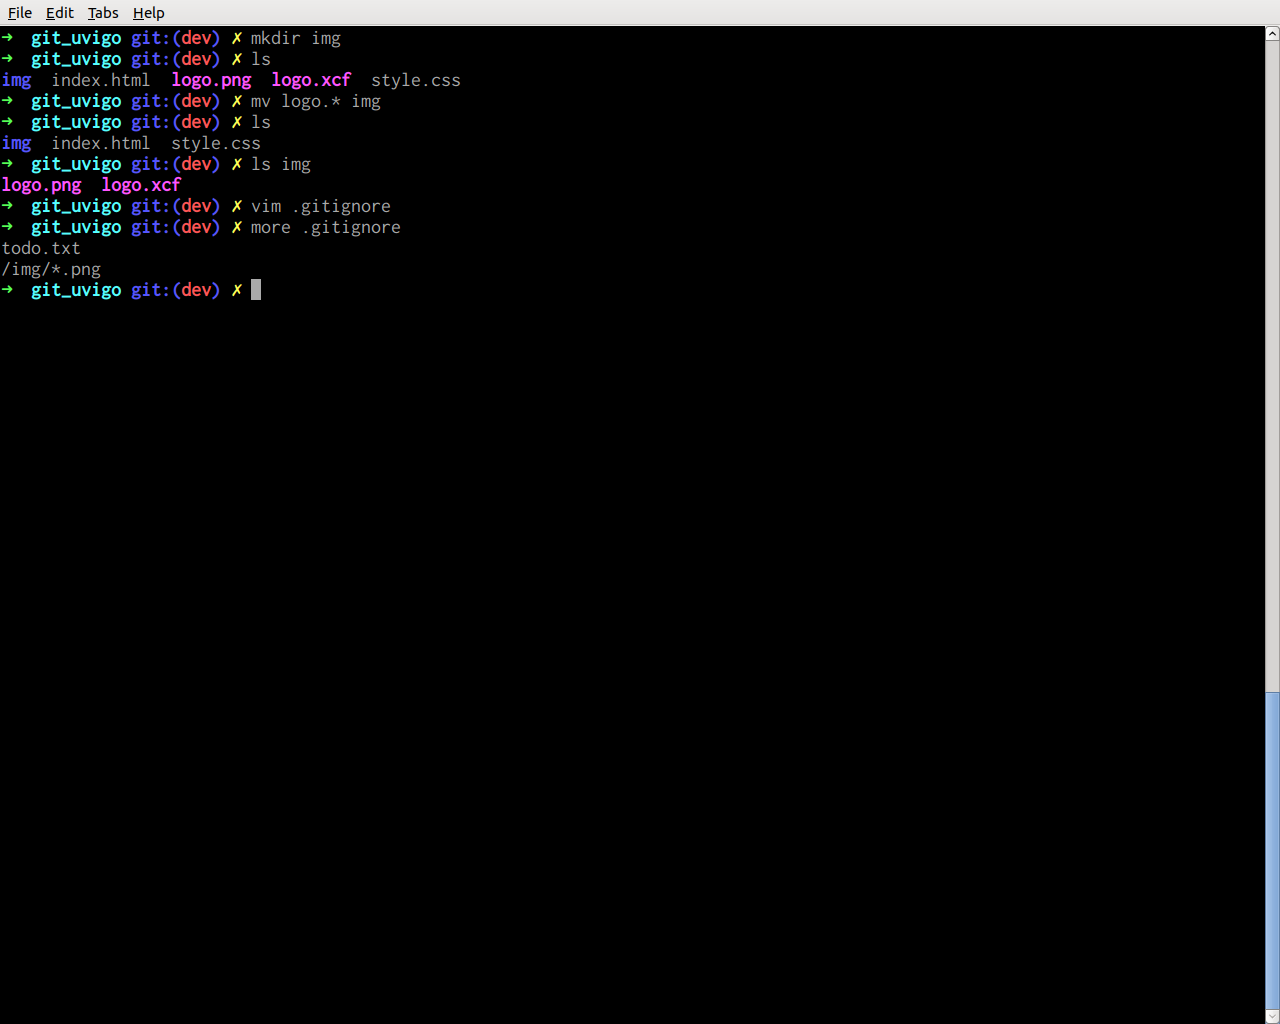 File Edit Tabs Help
→ git_uvigo git:(dev) ✗ mkdir img
→ git_uvigo git:(dev) ✗ ls
img index.html logo.png logo.xcf style.css
→ git_uvigo git:(dev) ✗ mv logo.* img
→ git_uvigo git:(dev) ✗ ls
img index.html style.css
→ git_uvigo git:(dev) ✗ ls img
logo.png logo.xcf
→ git_uvigo git:(dev) ✗ vim .gitignore
→ git_uvigo git:(dev) ✗ more .gitignore
todo.txt
/img/*.png
→ git_uvigo git:(dev) ✗